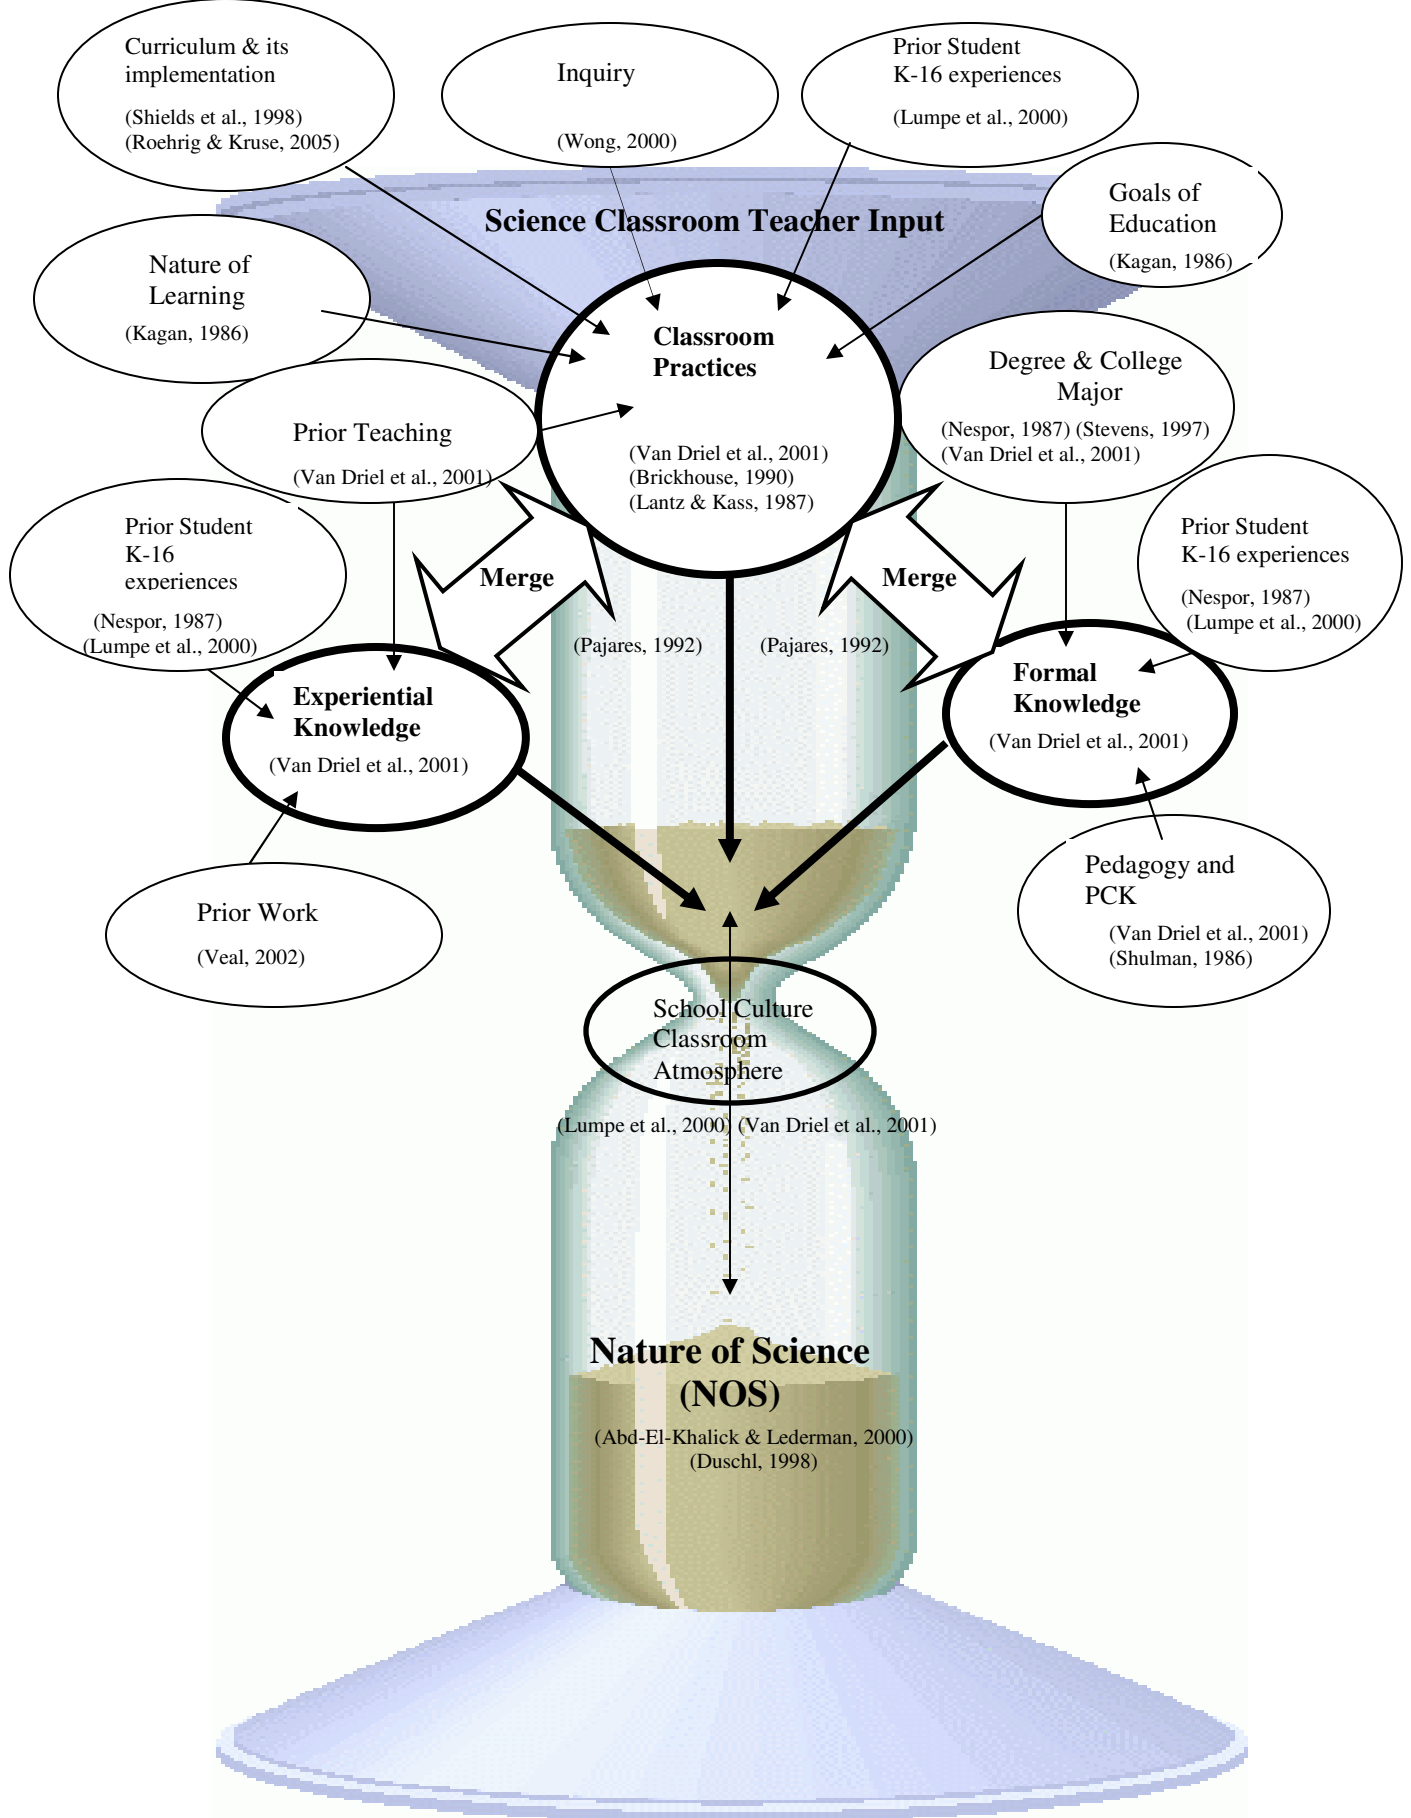 Curriculum & its
implementation
(Shields et al., 1998)
(Roehrig & Kruse, 2005)
Inquiry
(Wong, 2000)
Prior Student
K-16 experiences
(Lumpe et al., 2000)
Goals of
Education
(Kagan, 1986)
Science Classroom Teacher Input
Nature of
Learning
(Kagan, 1986)
Classroom
Practices
(Van Driel et al., 2001)
(Brickhouse, 1990)
(Lantz & Kass, 1987)
Degree & College
Major
(Nespor, 1987) (Stevens, 1997)
(Van Driel et al., 2001)
Prior Teaching
(Van Driel et al., 2001)
Prior Student
K-16
experiences
(Nespor, 1987)
(Lumpe et al., 2000)
Merge
(Pajares, 1992)
Merge
(Pajares, 1992)
Prior Student
K-16 experiences
(Nespor, 1987)
(Lumpe et al., 2000)
Experiential
Knowledge
(Van Driel et al., 2001)
Formal
Knowledge
(Van Driel et al., 2001)
Prior Work
(Veal, 2002)
Pedagogy and
PCK
(Van Driel et al., 2001)
(Shulman, 1986)
School Culture
Classroom
Atmosphere
(Lumpe et al., 2000) (Van Driel et al., 2001)
Nature of Science
(NOS)
(Abd-El-Khalick & Lederman, 2000)
(Duschl, 1998)